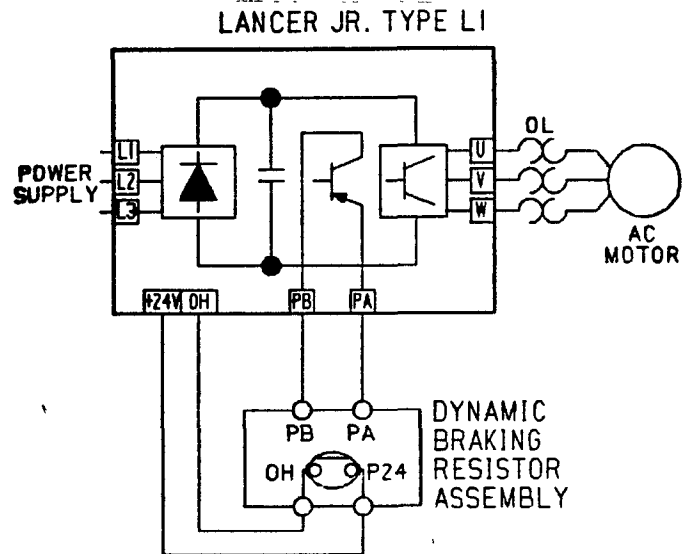 LANCER JR. TYPE L1
OL
L1
U
POWER
SUPPLY
L2
V
L3
W
AC
MOTOR
+24V
OH
PB
PA
PB
PA
DYNAMIC
BRAKING
RESISTOR
ASSEMBLY
OH
P24